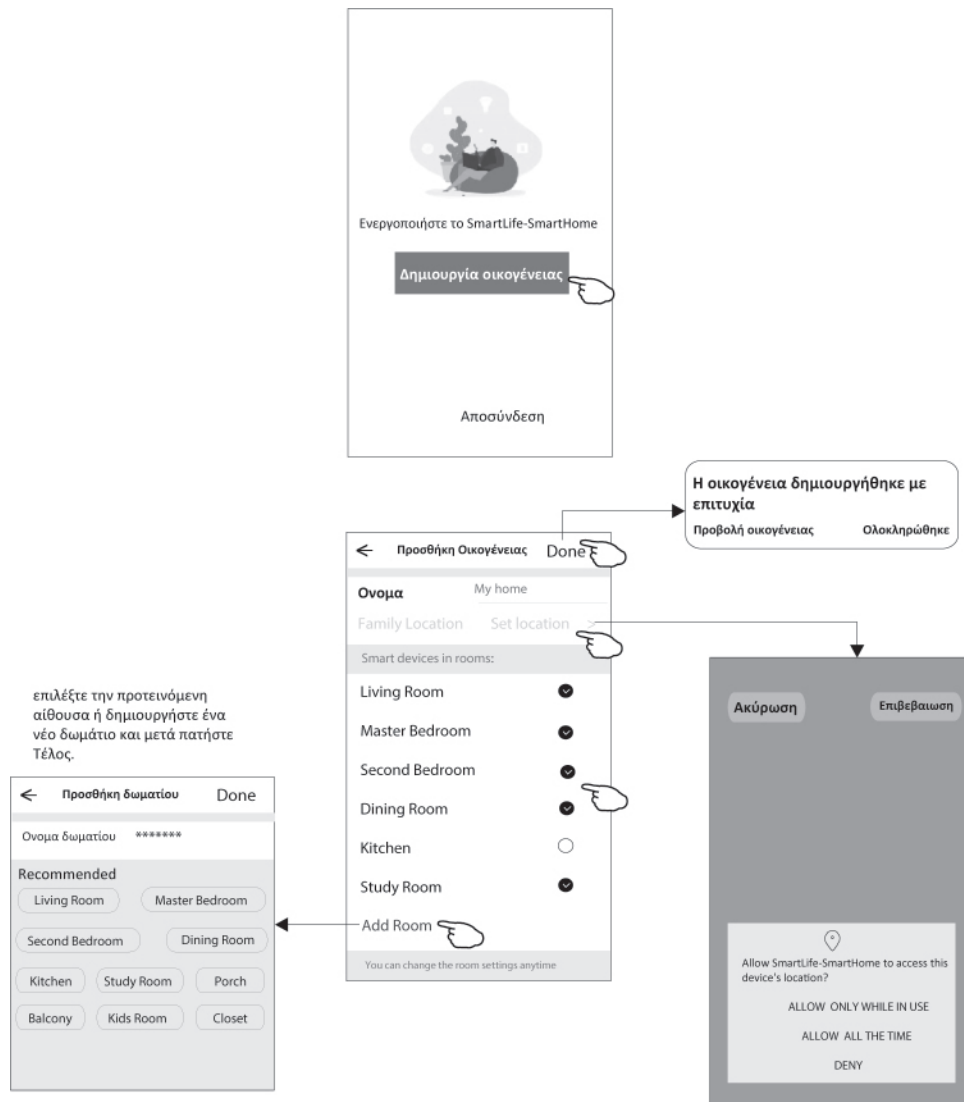 Ενεργοποιήστε το SmartLife-SmartHome
Δημιουργία οικογένειας
Αποσύνδεση
Η οικογένεια δημιουργήθηκε με
επιτυχία
Προβολή οικογένειας Ολοκληρώθηκε
Προσθήκη Οικογένειας Done
Ονομα My home
Family Location Set location >
Smart devices in rooms:
Living Room
Master Bedroom
Second Bedroom
Dining Room
Kitchen
Study Room
Add Room
You can change the room settings anytime
επιλέξτε την προτεινόμενη
αίθουσα ή δημιουργήστε ένα
νέο δωμάτιο και μετά πατήστε
Τέλος.
Προσθήκη δωματίου Done
Ονομα δωματίου *******
Recommended
Living Room Master Bedroom
Second Bedroom Dining Room
Kitchen Study Room Porch
Balcony Kids Room Closet
Ακύρωση Επιβεβαιωση
Allow SmartLife-SmartHome to access this
device's location?
ALLOW ONLY WHILE IN USE
ALLOW ALL THE TIME
DENY